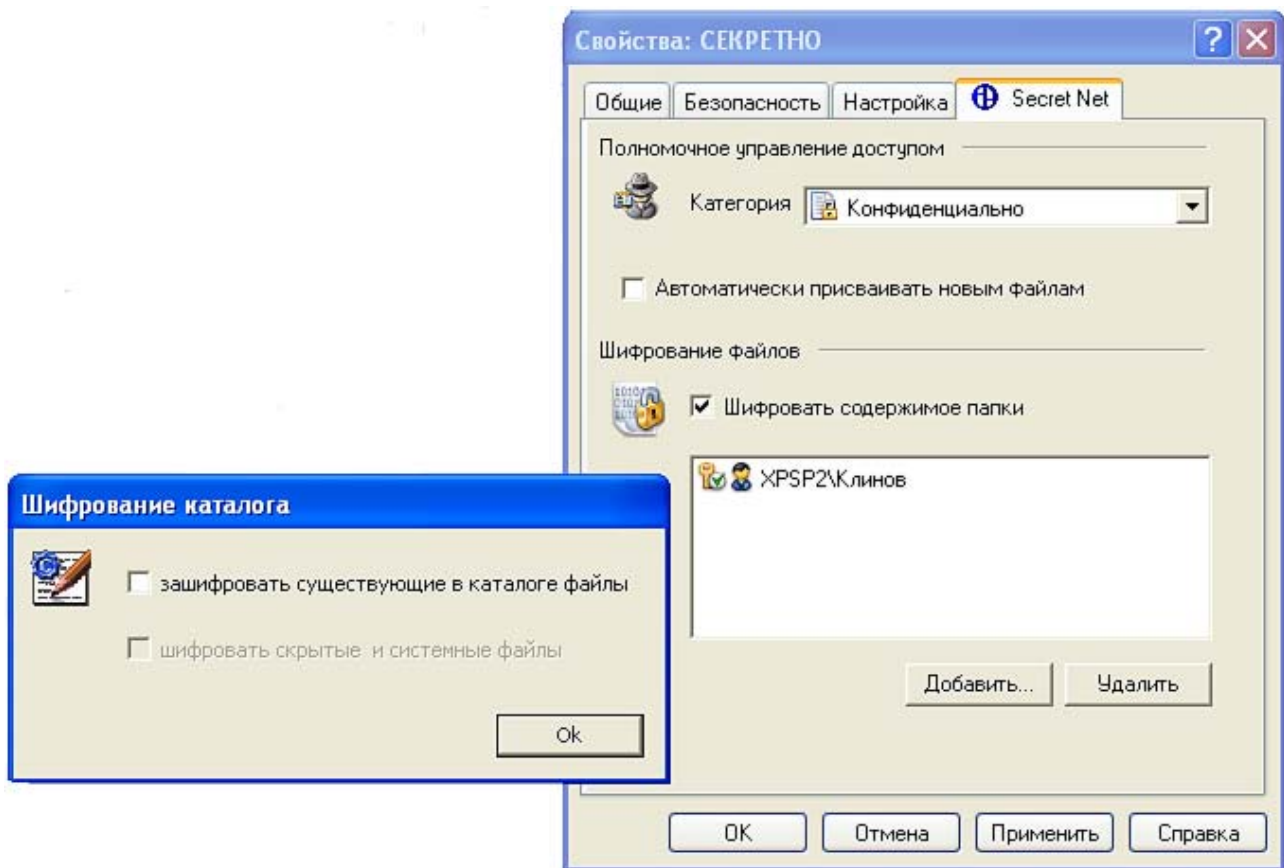 Свойства: СЕКРЕТНО
Общие Безопасность Настройка Secret Net
Полномочное управление доступом
Категория Конфиденциально
Автоматически присваивать новым файлам
Шифрование файлов
Шифровать содержимое папки
XPSP2\Клинов
Добавить... Удалить
OK Отмена Применить Справка
Шифрование каталога
зашифровать существующие в каталоге файлы
шифровать скрытые и системные файлы
Ok